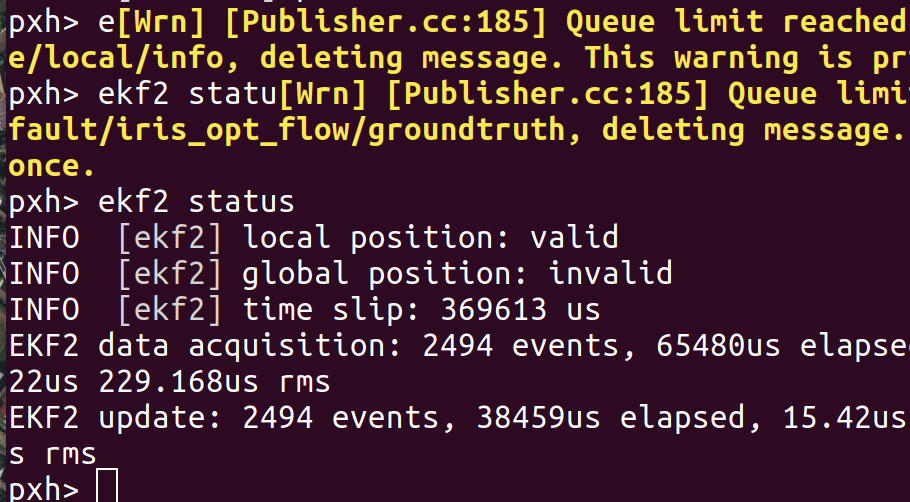 pxh> e[Wrn] [Publisher.cc:185] Queue limit reached
e/local/info, deleting message. This warning is pr
pxh> ekf2 statu[Wrn] [Publisher.cc:185] Queue limi
fault/iris_opt_flow/groundtruth, deleting message.
once.
pxh> ekf2 status
INFO  [ekf2] local position: valid
INFO  [ekf2] global position: invalid
INFO  [ekf2] time slip: 369613 us
EKF2 data acquisition: 2494 events, 65480us elapse
22us 229.168us rms
EKF2 update: 2494 events, 38459us elapsed, 15.42us
s rms
pxh>